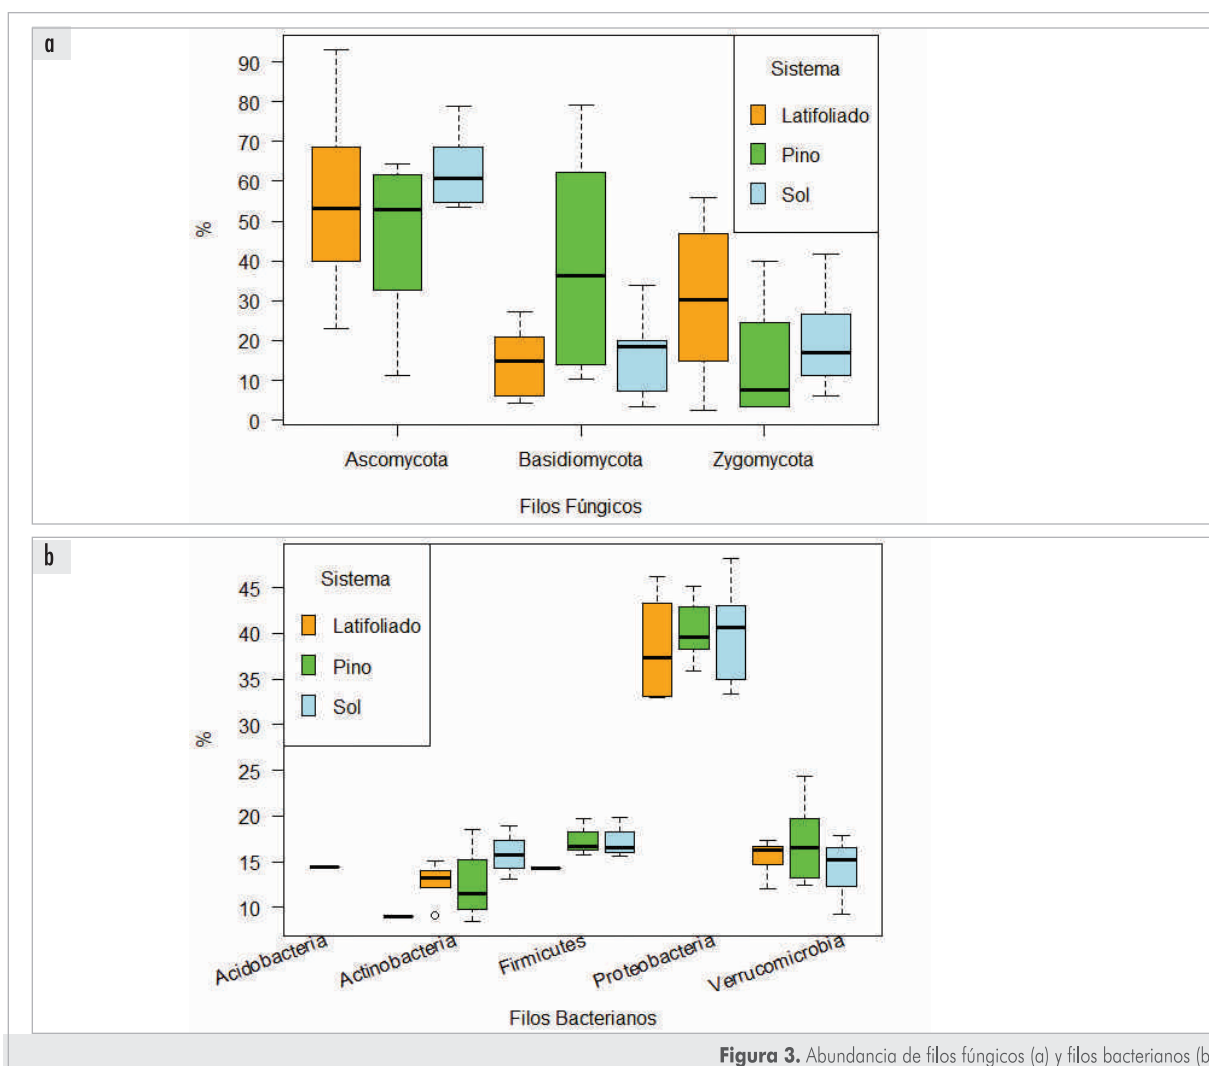 a
90
80
70
60
50
40
30
20
10
0
%
Sistema
Latifoliado
Pino
Sol
Ascomycota Basidiomycota Zygomycota
Filos Fúngicos
b
45
40
35
30
25
20
15
10
%
Sistema
Latifoliado
Pino
Sol
Acidobacteria Actinobacteria Firmicutes Proteobacteria Verrucomicrobia
Filos Bacterianos
Figura 3. Abundancia de filos fúngicos (a) y filos bacterianos (b